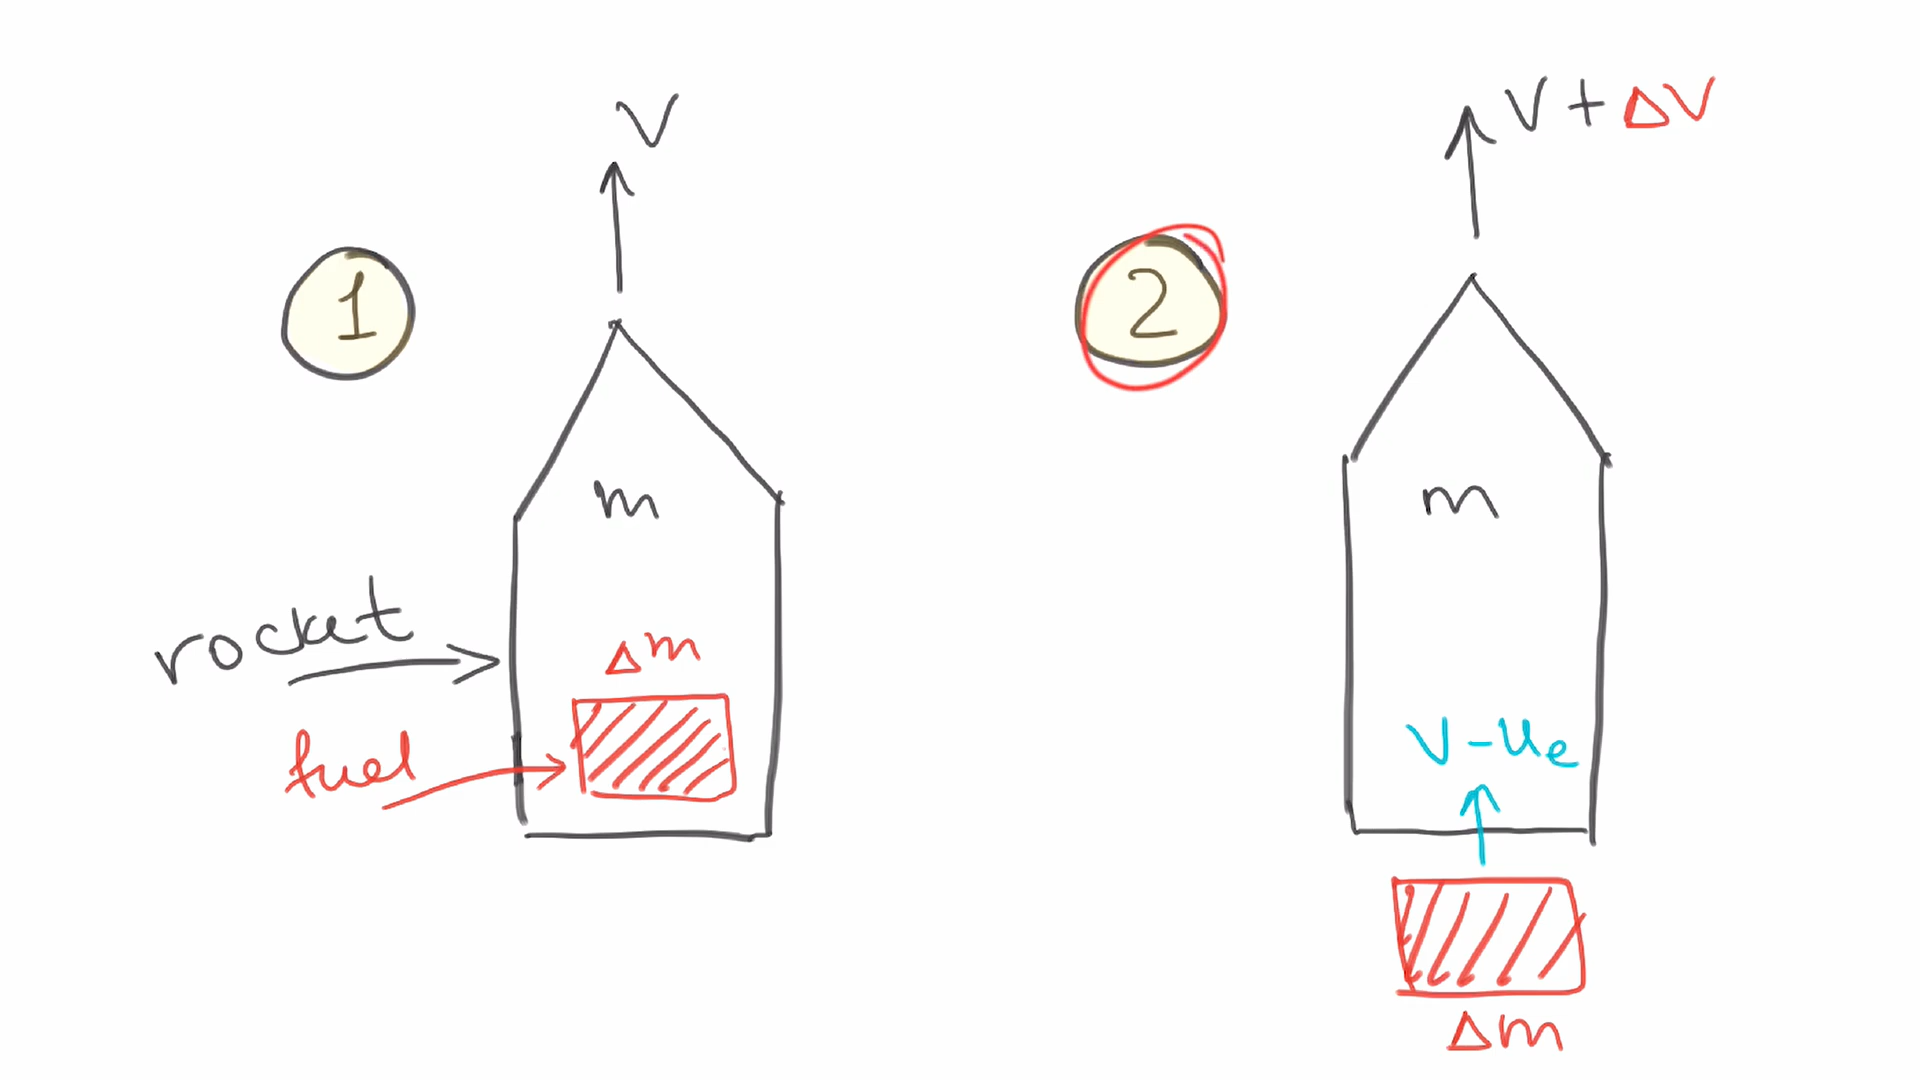 V
1
m
rocket
Δm
fuel
V + ΔV
2
m
V - ue
Δm